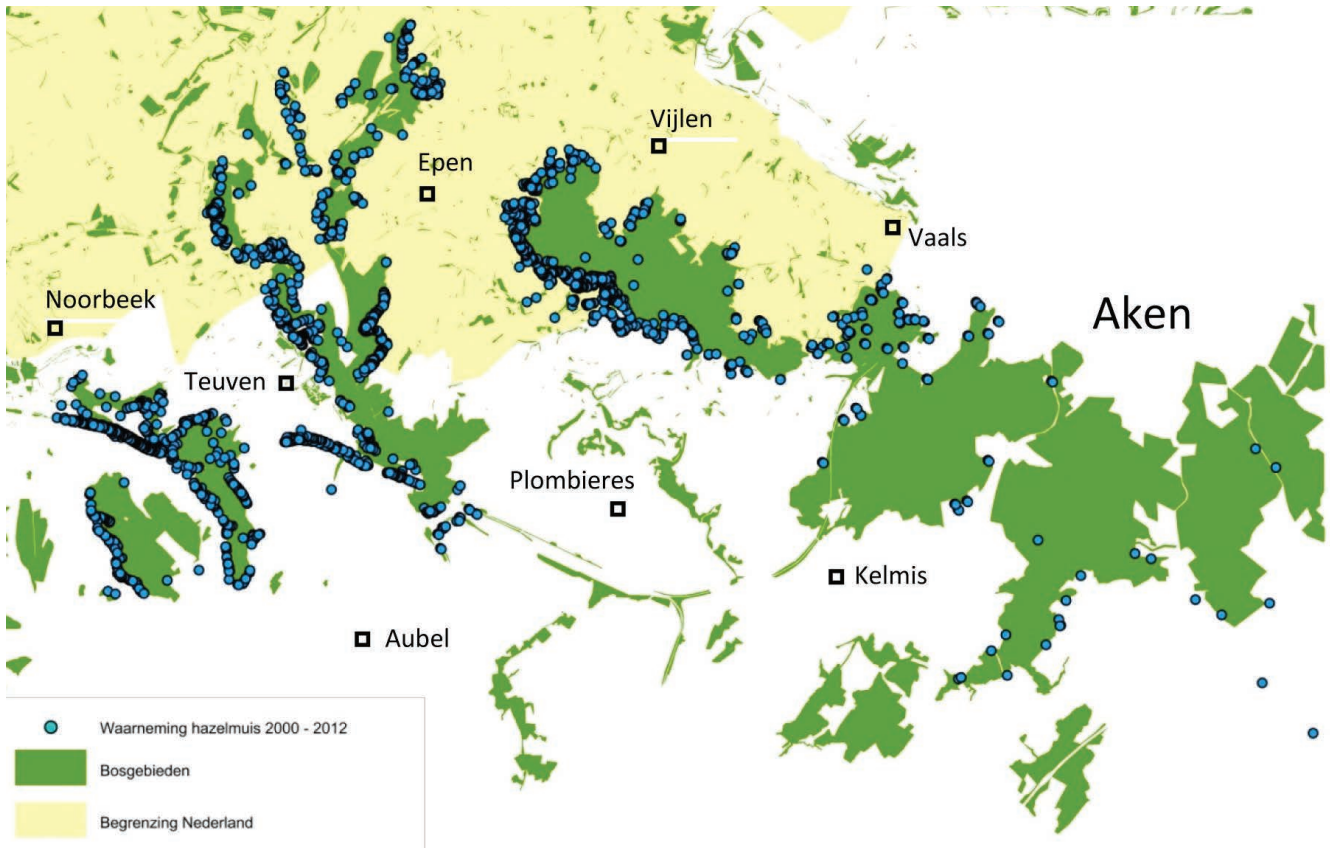 Vijlen
Epen
Vaals
Noorbeek
Aken
Teuven
Plombieres
Kelmis
Aubel
Waarneming hazelmuis 2000 - 2012
Bosgebieden
Begrenzing Nederland